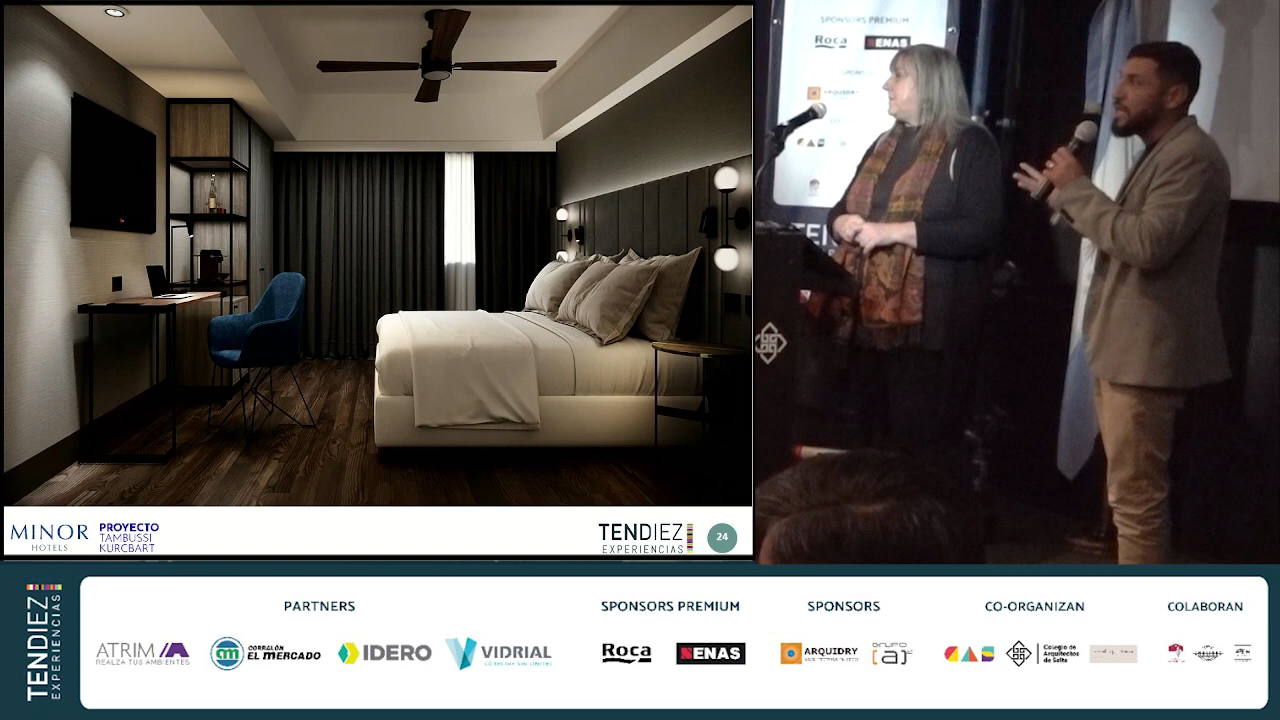 SPONSORS PREMIUM
Roca
ENAS
MINOR
HOTELS
PROYECTO
TAMBUSSI
KURCBART
TENDIEZ
EXPERIENCIAS
24
TENDIEZ
EXPERIENCIAS
PARTNERS
SPONSORS PREMIUM
SPONSORS
CO-ORGANIZAN
COLABORAN
ATRIM
REALZA TUS AMBIENTES
CORRALÓN
EL MERCADO
IDERO
VIDRIAL
Roca
ENAS
ARQUIDRY
GRUPO
[a]
Colegio de
Arquitectos
de Salta